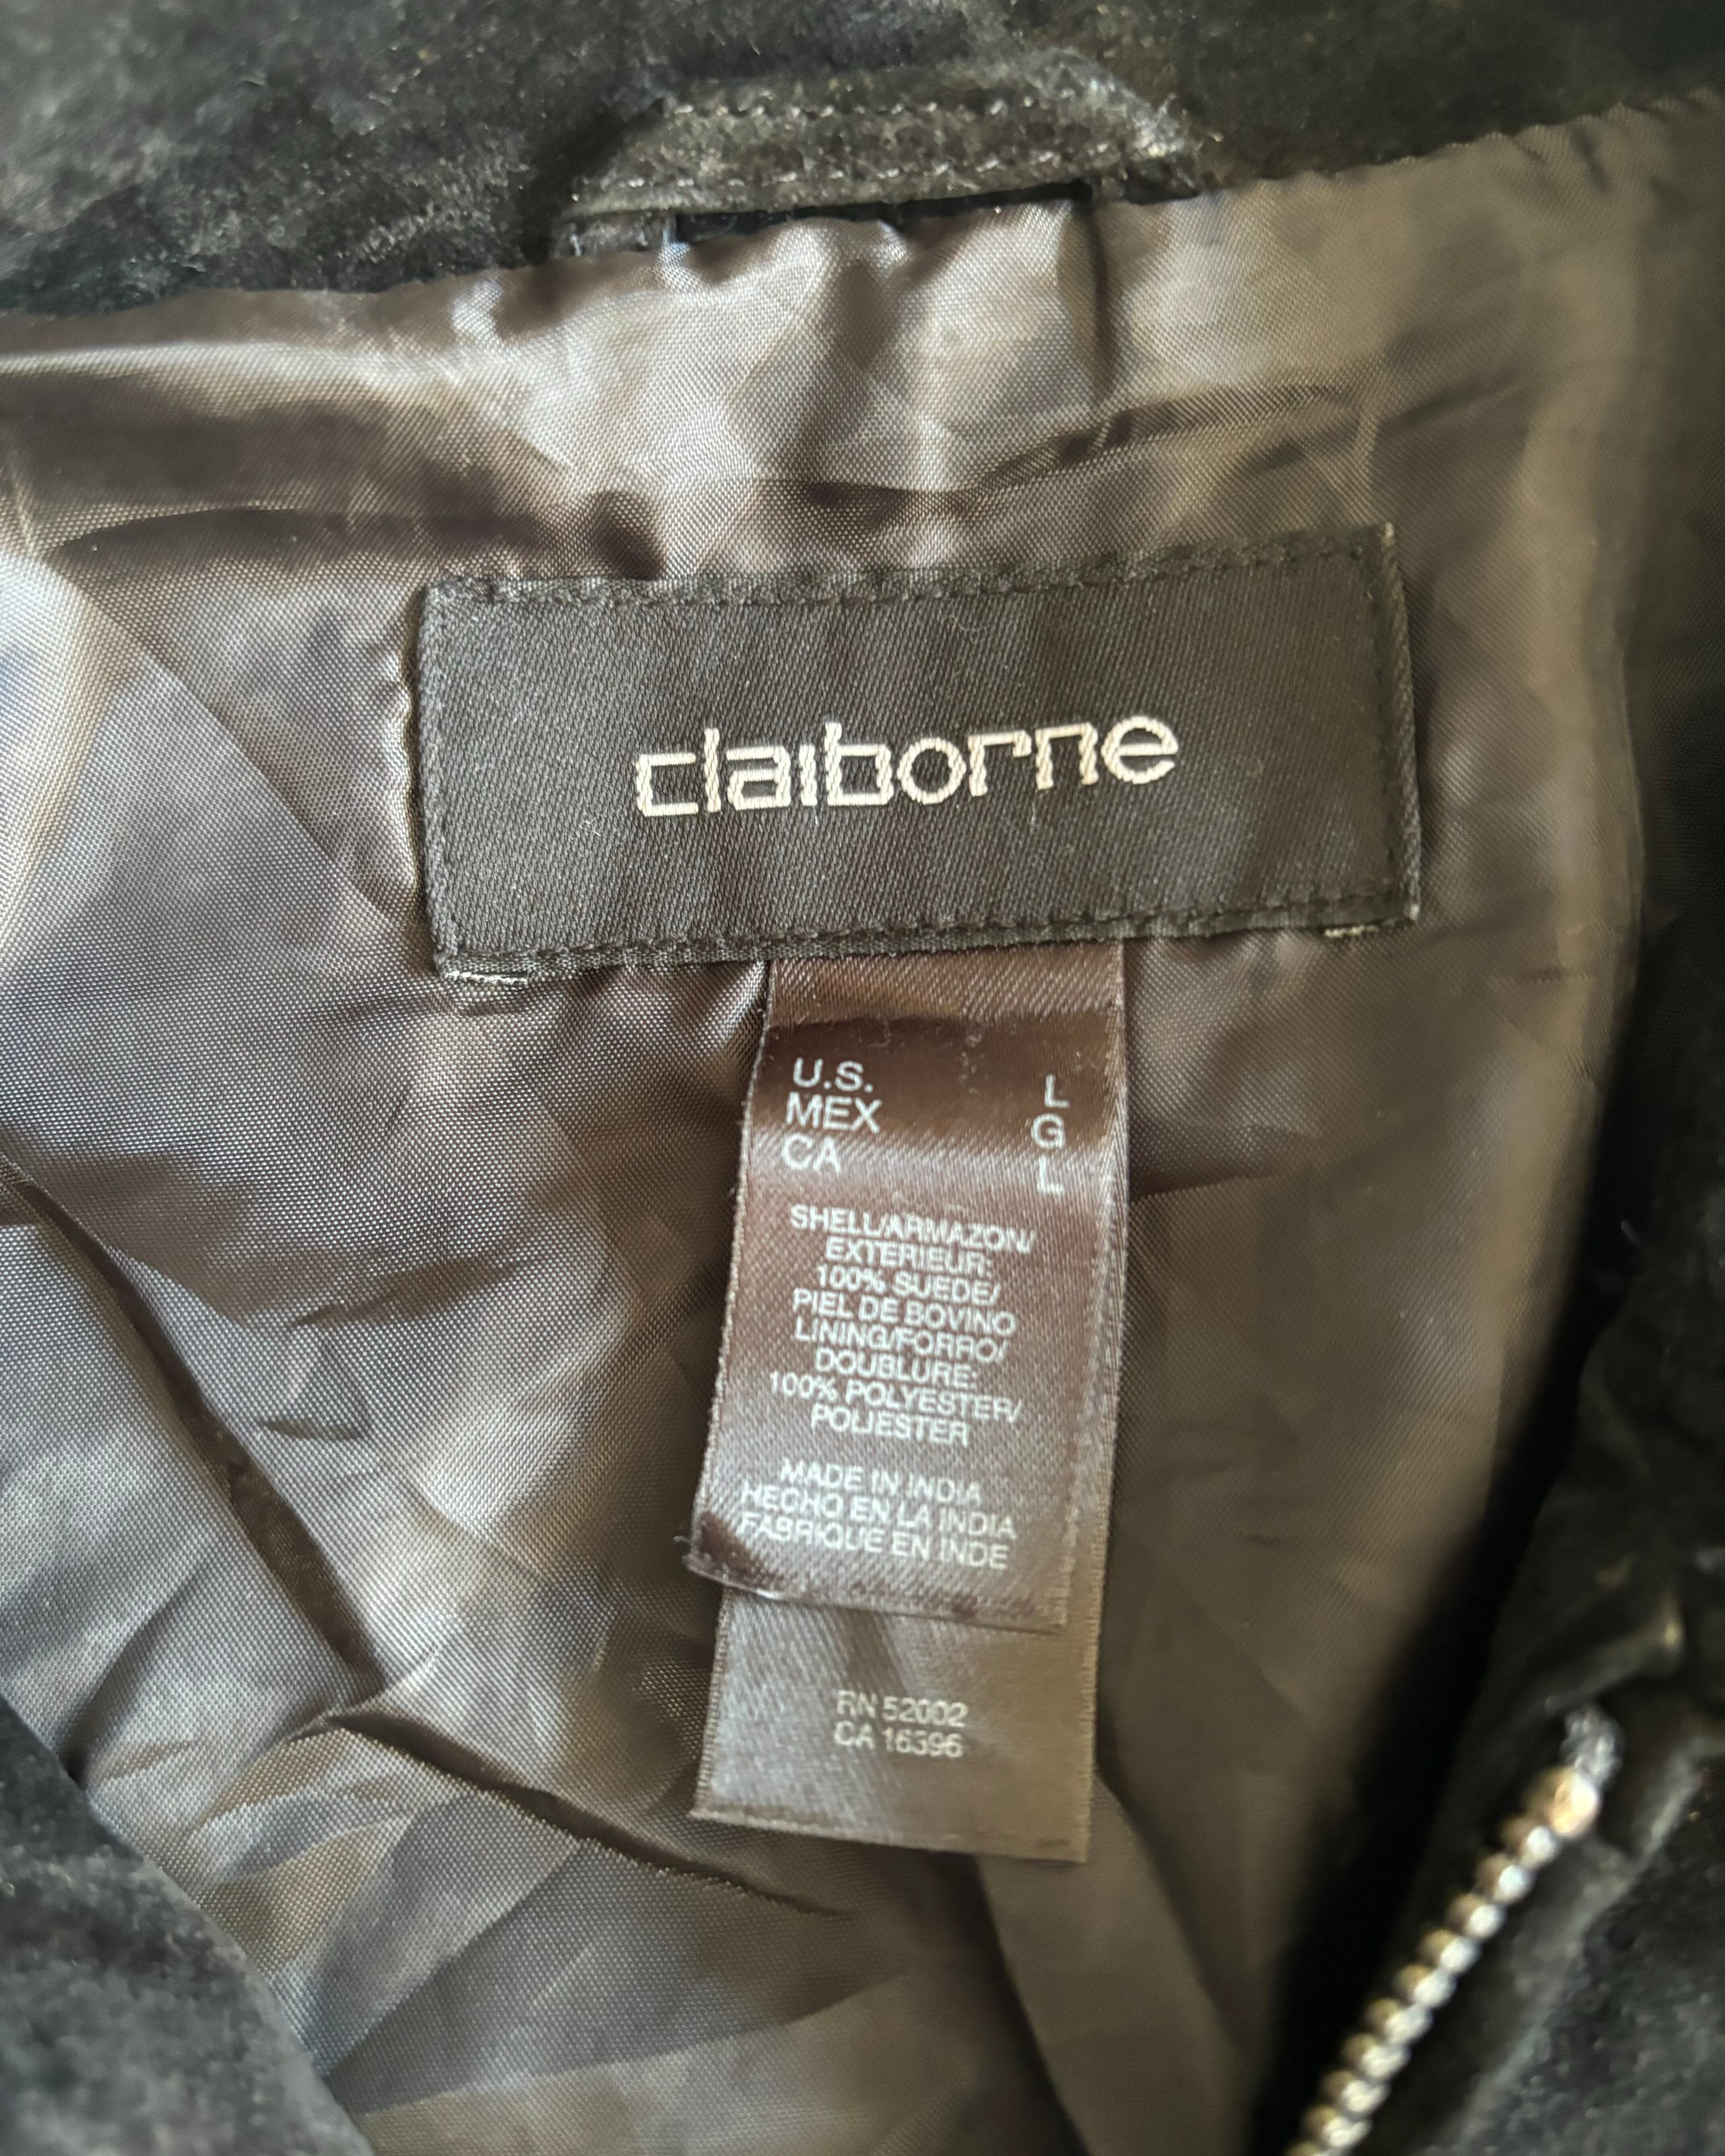 claiborne
U.S. L
MEX G
CA L
SHELL/ARMAZON/
EXTERIEUR:
100% SUEDE/
PIEL DE BOVINO
LINING/FORRO/
DOUBLURE:
100% POLYESTER/
POLIESTER
MADE IN INDIA
HECHO EN LA INDIA
FABRIQUE EN INDE
RN 52002
CA 16396